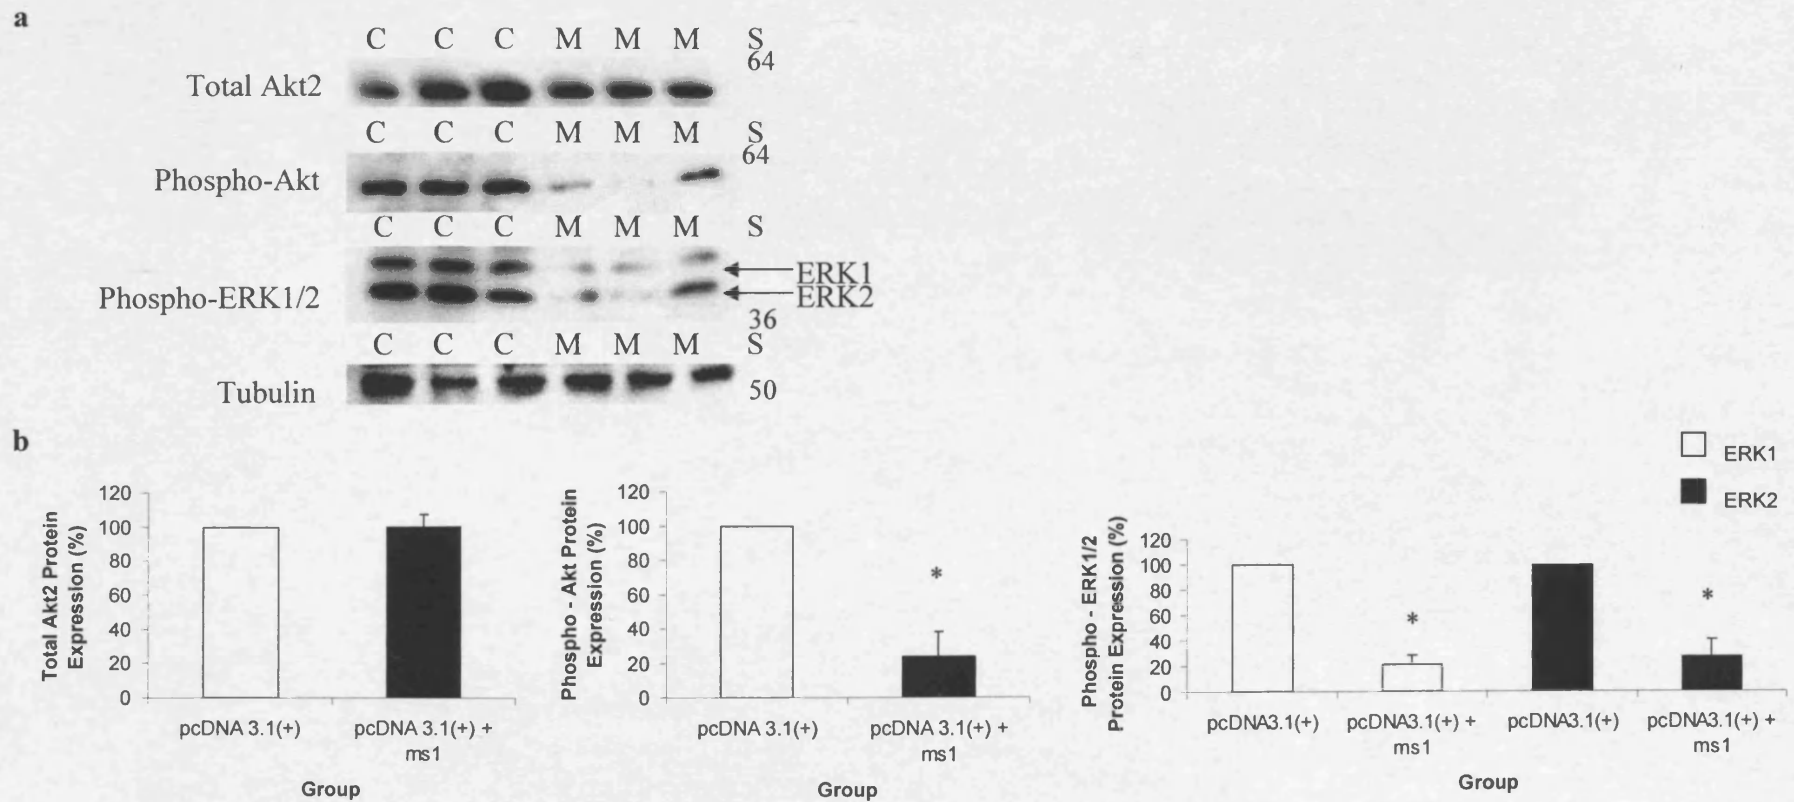 a
C C C M M M S
64
Total Akt2
C C C M M M S
64
Phospho-Akt
C C C M M M S
ERK1
Phospho-ERK1/2
ERK2
36
C C C M M M S
Tubulin
50
b
ERK1
ERK2
Total Akt2 Protein
Expression (%)
120
100
80
60
40
20
0
pcDNA 3.1(+)
pcDNA 3.1(+) +
ms1
Group
Phospho - Akt Protein
Expression (%)
120
100
80
60
40
20
0
*
pcDNA 3.1(+)
pcDNA 3.1(+) +
ms1
Group
Phospho - ERK1/2
Protein Expression (%)
120
100
80
60
40
20
0
*
*
pcDNA3.1(+)
pcDNA3.1(+) +
ms1
pcDNA3.1(+)
pcDNA3.1(+) +
ms1
Group